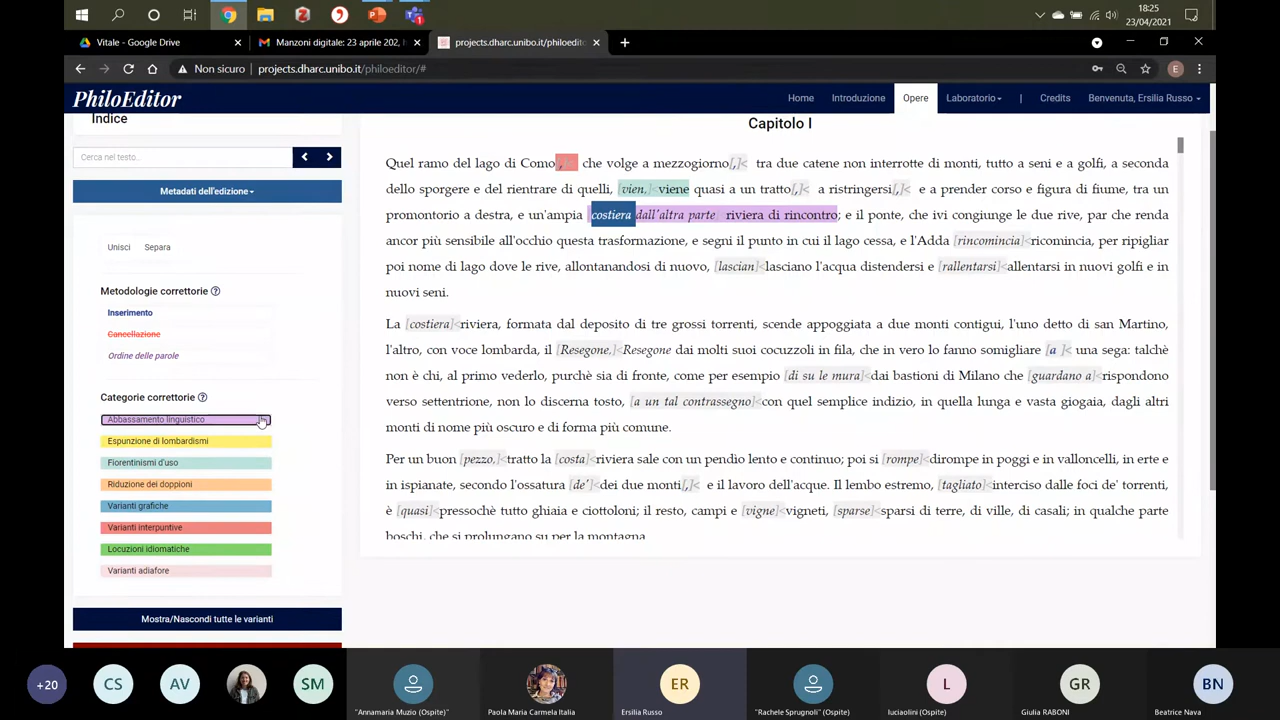 18:25
23/04/2021
Vitale - Google Drive
Manzoni digitale: 23 aprile 202,
projects.dharc.unibo.it/philoedito
Non sicuro
projects.dharc.unibo.it/philoeditor/#
E
PhiloEditor
Home
Introduzione
Opere
Laboratorio
|
Credits
Benvenuta, Ersilia Russo
Indice
Cerca nel testo...
Metadati dell'edizione
Unisci Separa
Metodologie correttorie
Inserimento
Cancellazione
Ordine delle parole
Categorie correttorie
Abbassamento linguistico
Espunzione di lombardismi
Fiorentinismi d'uso
Riduzione dei doppioni
Varianti grafiche
Varianti interpuntive
Locuzioni idiomatiche
Varianti adiafore
Mostra/Nascondi tutte le varianti
Capitolo I
Quel ramo del lago di Como[,]< che volge a mezzogiorno[,]< tra due catene non interrotte di monti, tutto a seni e a golfi, a seconda
dello sporgere e del rientrare di quelli, [vien,]<viene quasi a un tratto[,]< a ristringersi[,]< e a prender corso e figura di fiume, tra un
promontorio a destra, e un'ampia costiera dall'altra parte riviera di rincontro; e il ponte, che ivi congiunge le due rive, par che renda
ancor più sensibile all'occhio questa trasformazione, e segni il punto in cui il lago cessa, e l'Adda [rincomincia]<ricomincia, per ripigliar
poi nome di lago dove le rive, allontanandosi di nuovo, [lascian]<lasciano l'acqua distendersi e [rallentarsi]<allentarsi in nuovi golfi e in
nuovi seni.
La [costiera]<riviera, formata dal deposito di tre grossi torrenti, scende appoggiata a due monti contigui, l'uno detto di san Martino,
l'altro, con voce lombarda, il [Resegone,]<Resegone dai molti suoi cocuzzoli in fila, che in vero lo fanno somigliare [a ]< una sega: talchè
non è chi, al primo vederlo, purchè sia di fronte, come per esempio [di su le mura]<dai bastioni di Milano che [guardano a]<rispondono
verso settentrione, non lo discerna tosto, [a un tal contrassegno]<con quel semplice indizio, in quella lunga e vasta giogaia, dagli altri
monti di nome più oscuro e di forma più comune.
Per un buon [pezzo,]<tratto la [costa]<riviera sale con un pendio lento e continuo; poi si [rompe]<dirompe in poggi e in valloncelli, in erte e
in ispianate, secondo l'ossatura [de']<dei due monti[,]< e il lavoro dell'acque. Il lembo estremo, [tagliato]<interciso dalle foci de' torrenti,
è [quasi]<pressochè tutto ghiaia e ciottoloni; il resto, campi e [vigne]<vigneti, [sparse]<sparsi di terre, di ville, di casali; in qualche parte
boschi, che si prolungano su per la montagna.
+20
CS
AV
SM
ER
L
GR
BN
"Annamaria Muzio (Ospite)"
Paola Maria Carmela Italia
Ersilia Russo
"Rachele Sprugnoli" (Ospite)
luciaolini (Ospite)
Giulia RABONI
Beatrice Nava